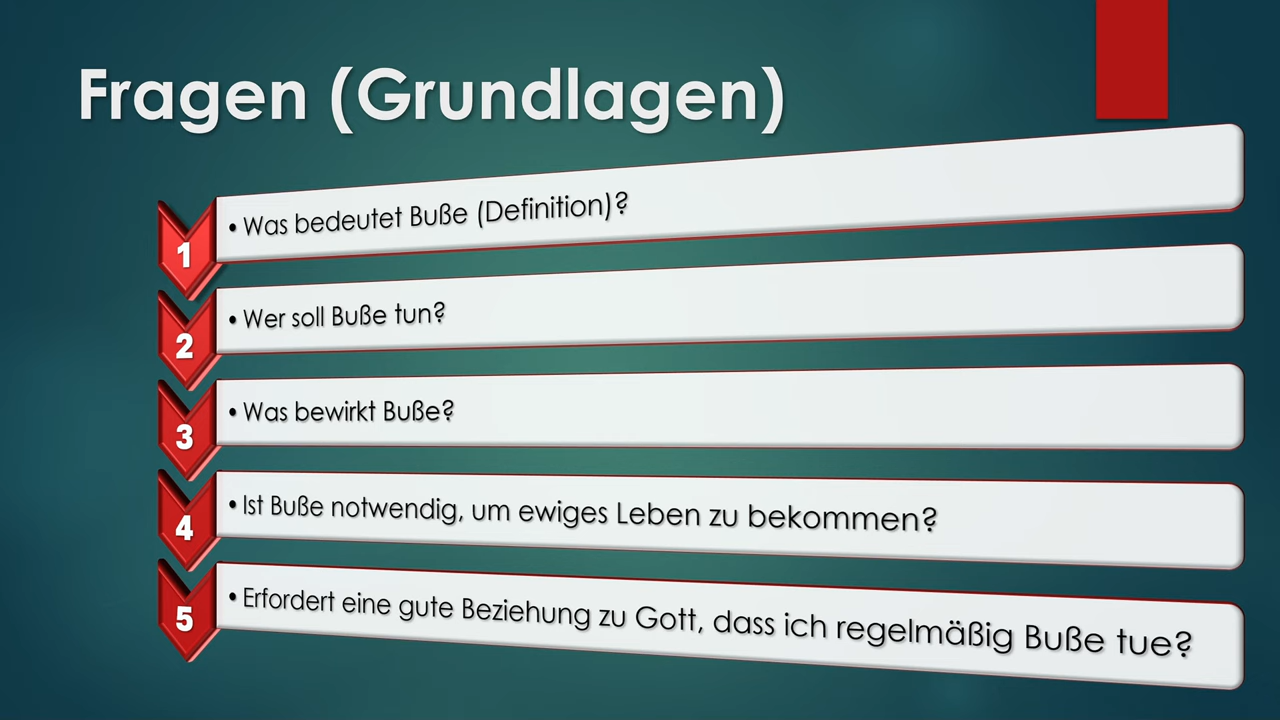 Fragen (Grundlagen)
1
• Was bedeutet Buße (Definition)?
2
• Wer soll Buße tun?
3
• Was bewirkt Buße?
4
• Ist Buße notwendig, um ewiges Leben zu bekommen?
5
• Erfordert eine gute Beziehung zu Gott, dass ich regelmäßig Buße tue?